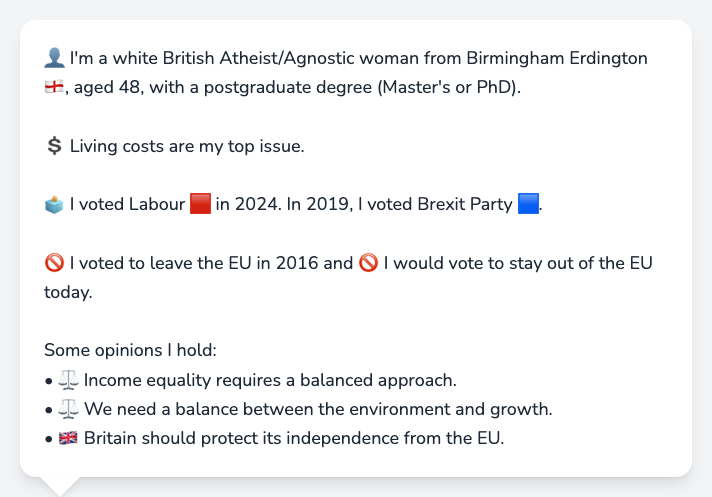 👤 I'm a white British Atheist/Agnostic woman from Birmingham Erdington
🏴󠁧󠁢󠁥󠁮󠁧󠁿, aged 48, with a postgraduate degree (Master's or PhD).
💲 Living costs are my top issue.
🗳️ I voted Labour 🟥 in 2024. In 2019, I voted Brexit Party 🟦.
🚫 I voted to leave the EU in 2016 and 🚫 I would vote to stay out of the EU
today.
Some opinions I hold:
• ⚖️ Income equality requires a balanced approach.
• ⚖️ We need a balance between the environment and growth.
• 🇬🇧 Britain should protect its independence from the EU.